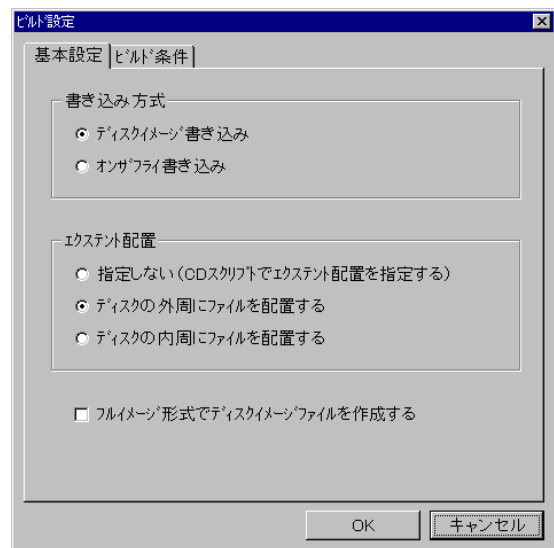 ﾋﾞﾙﾄﾞ設定
基本設定 ﾋﾞﾙﾄﾞ条件
書き込み方式
ﾃﾞｨｽｸｲﾒｰｼﾞ書き込み
ｵﾝｻﾞﾌﾗｲ書き込み
ｴｸｽﾃﾝﾄ配置
指定しない(CDｽｸﾘﾌﾟﾄでｴｸｽﾃﾝﾄ配置を指定する)
ﾃﾞｨｽｸの外周にﾌｧｲﾙを配置する
ﾃﾞｨｽｸの内周にﾌｧｲﾙを配置する
ﾌﾙｲﾒｰｼﾞ形式でﾃﾞｨｽｸｲﾒｰｼﾞﾌｧｲﾙを作成する
OK キャンセル